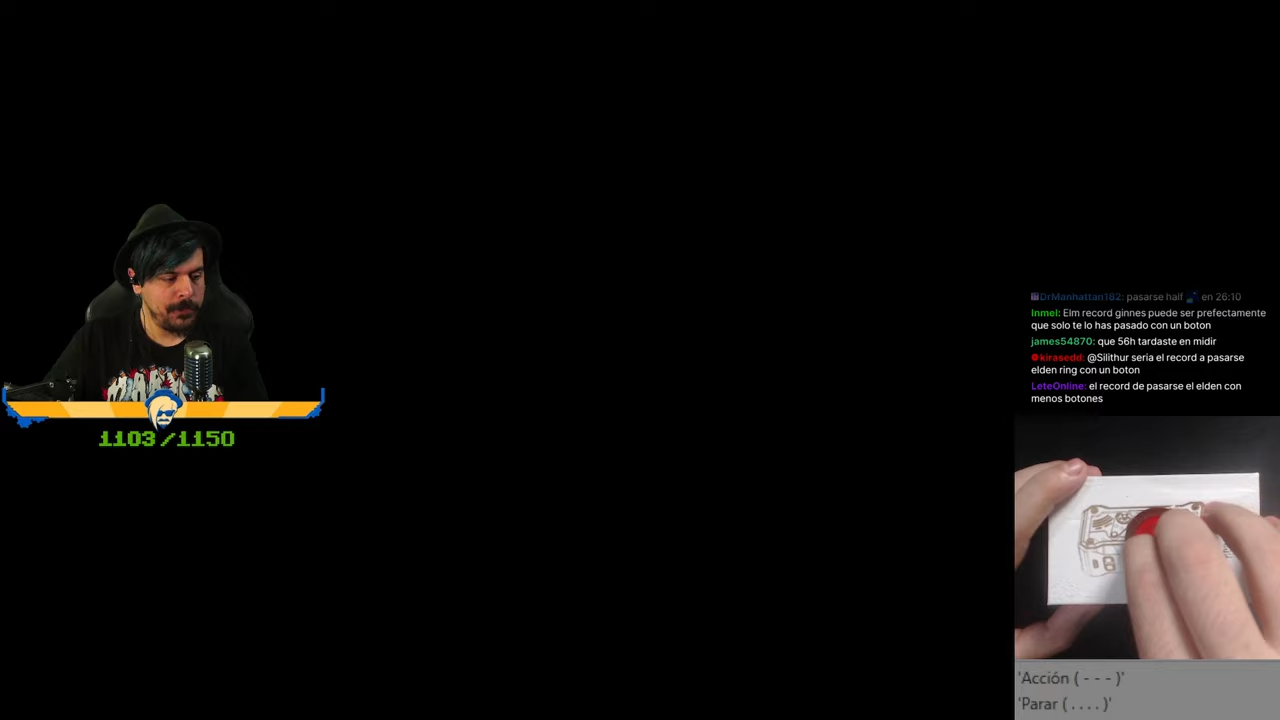 DrManhattan182: pasarse half en 26:10
Inmel: Elm record ginnes puede ser prefectamente
que solo te lo has pasado con un boton
james54870: que 56h tardaste en midir
kirasedd: @Silithur seria el record a pasarse
elden ring con un boton
LeteOnline: el record de pasarse el elden con
menos botones
1103/1150
'Acción ( - - - )'
'Parar ( . . . . )'